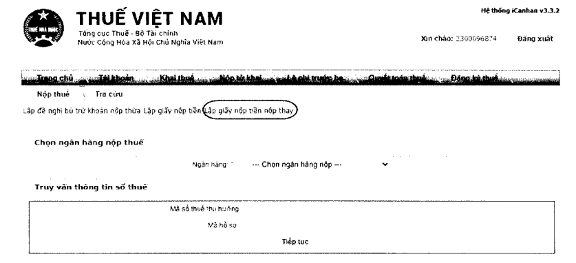 Hệ thống iCanhan v3.3.2
THUẾ VIỆT NAM
Tổng cục Thuế - Bộ Tài chính
Nước Cộng Hòa Xã Hội Chủ Nghĩa Việt Nam
Xin chào: 2300096874 Đăng xuất
Trang chủ Tài khoản Khai thuế Nộp tờ khai Lệ phí trước bạ Quyết toán thuế Đăng ký thuế
Nộp thuế Tra cứu
Lập đề nghị bù trừ khoản nộp thừa Lập giấy nộp tiền Lập giấy nộp tiền nộp thay
Chọn ngân hàng nộp thuế
Ngân hàng: * --- Chọn ngân hàng nộp ---
Truy vấn thông tin số thuế
Mã số thuế thụ hưởng
Mã hồ sơ
Tiếp tục